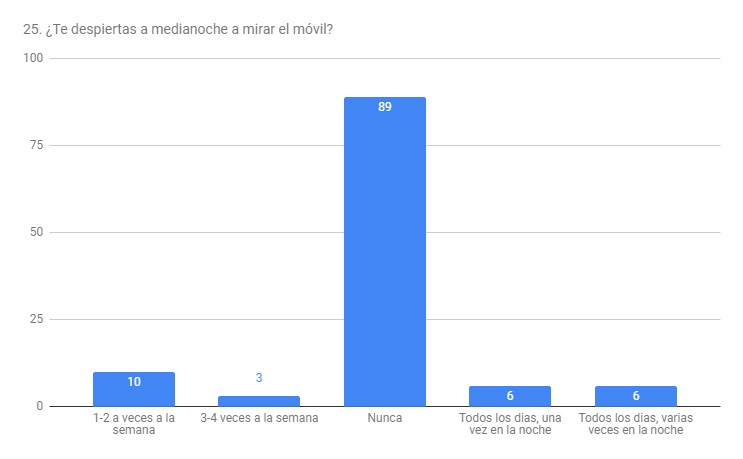 25. ¿Te despiertas a medianoche a mirar el móvil?
100
75
50
25
0
10
3
89
6
6
1-2 a veces a la
semana
3-4 veces a la semana
Nunca
Todos los dias, una
vez en la noche
Todos los dias, varias
veces en la noche